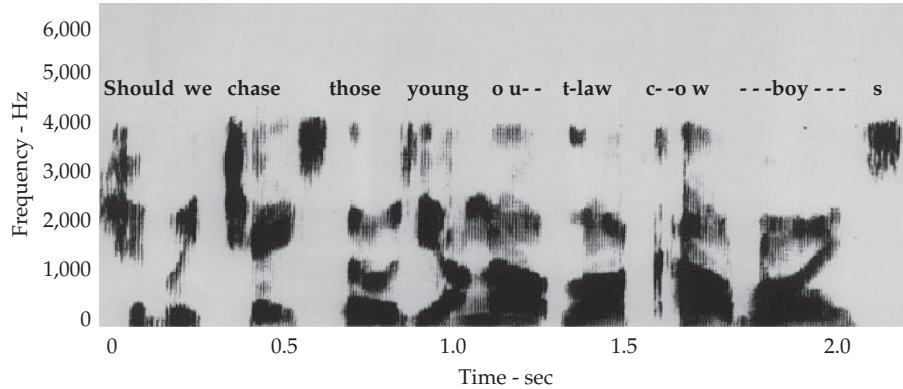 6,000
5,000
Should we chase those young o u- - t-law c- -o w - - -boy - - - s
4,000
3,000
2,000
1,000
0
Frequency - Hz
0 0.5 1.0 1.5 2.0
Time - sec